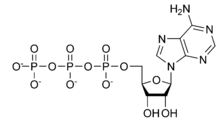 NH₂
N N
O O O
O⁻ P O P O P O
N N
O⁻ O⁻ O⁻
O
OH OH